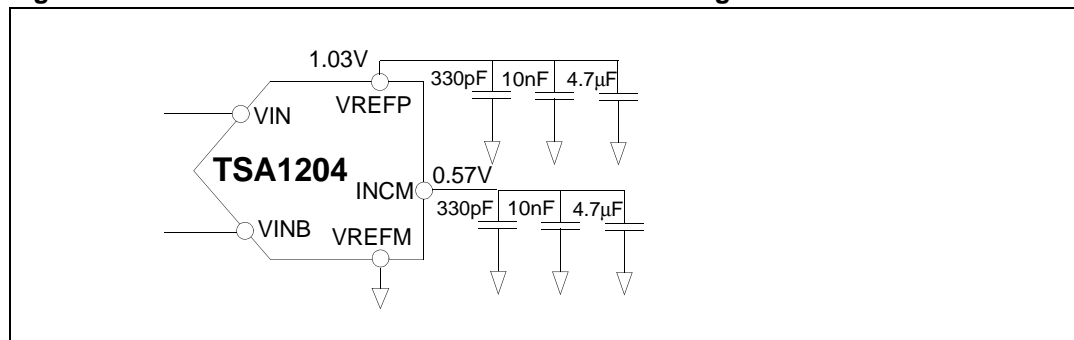 1.03V
330pF 10nF 4.7µF
VREFP
VIN
TSA1204
0.57V
INCM
330pF 10nF 4.7µF
VINB
VREFM